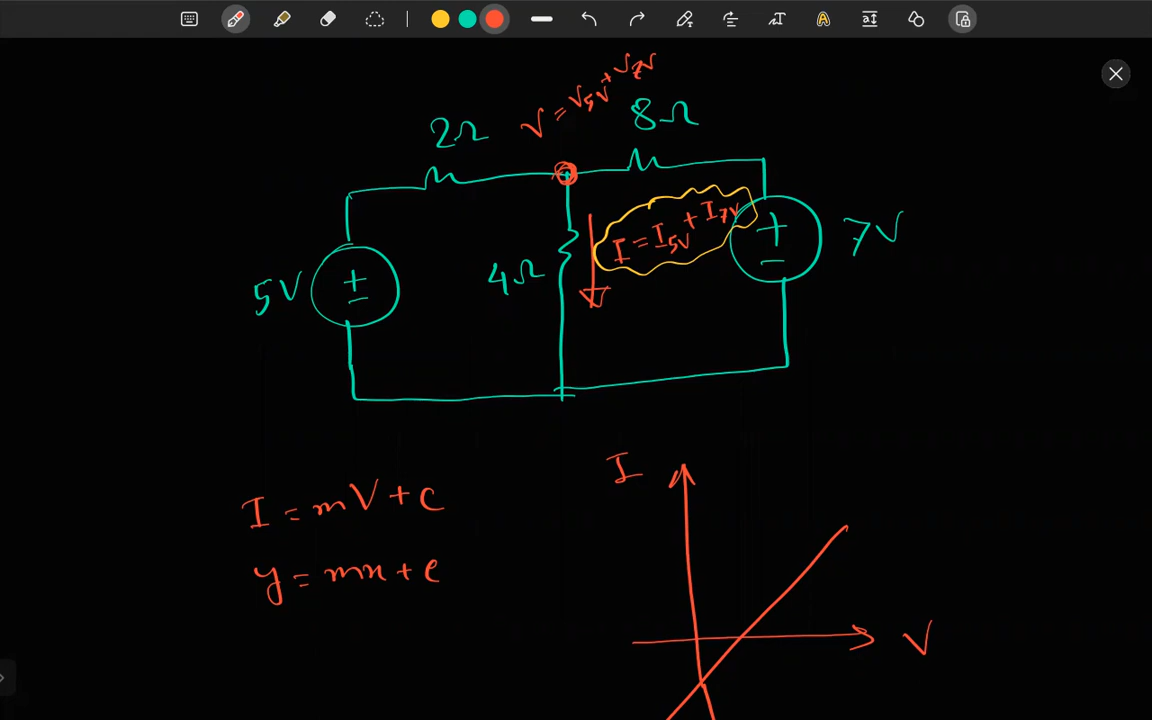 V = V5V + V7V
2Ω
8Ω
I = I5V + I7V
+
7V
4Ω
5V
+
I
I = mV + C
y = mx + c
V